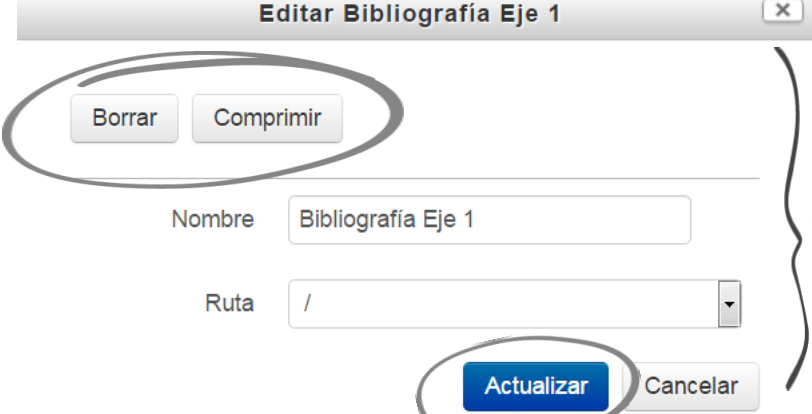 Editar Bibliografía Eje 1
Borrar Comprimir
Nombre Bibliografía Eje 1
Ruta /
Actualizar Cancelar